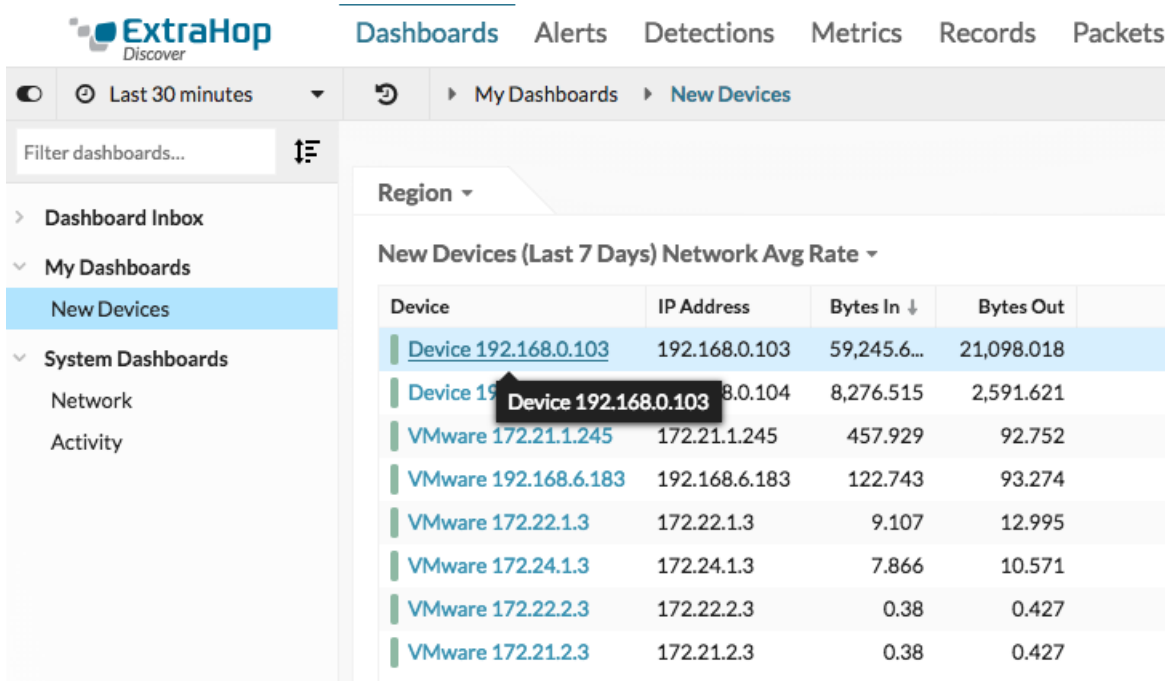 ExtraHop
Discover
Dashboards Alerts Detections Metrics Records Packets
Last 30 minutes My Dashboards New Devices
Filter dashboards...
Dashboard Inbox
My Dashboards
New Devices
System Dashboards
Network
Activity
Region
New Devices (Last 7 Days) Network Avg Rate
Device IP Address Bytes In ↓ Bytes Out
Device 192.168.0.103 192.168.0.103 59,245.6... 21,098.018
Device 19 8.0.104 8,276.515 2,591.621
Device 192.168.0.103
VMware 172.21.1.245 172.21.1.245 457.929 92.752
VMware 192.168.6.183 192.168.6.183 122.743 93.274
VMware 172.22.1.3 172.22.1.3 9.107 12.995
VMware 172.24.1.3 172.24.1.3 7.866 10.571
VMware 172.22.2.3 172.22.2.3 0.38 0.427
VMware 172.21.2.3 172.21.2.3 0.38 0.427